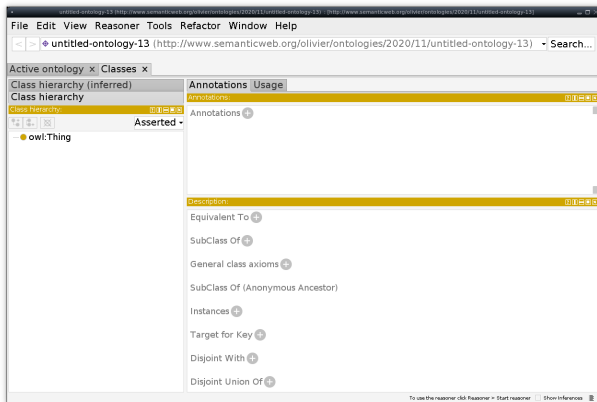 untitled-ontology-13 (http://www.semanticweb.org/olivier/ontologies/2020/11/untitled-ontology-13) : [http://www.semanticweb.org/olivier/ontologies/2020/11/untitled-ontology-13]
File Edit View Reasoner Tools Refactor Window Help
< > untitled-ontology-13 (http://www.semanticweb.org/olivier/ontologies/2020/11/untitled-ontology-13) Search...
Active ontology × Classes ×
Class hierarchy (inferred)
Class hierarchy
Class hierarchy:
Asserted
owl:Thing
Annotations Usage
Annotations:
Annotations
Description:
Equivalent To
SubClass Of
General class axioms
SubClass Of (Anonymous Ancestor)
Instances
Target for Key
Disjoint With
Disjoint Union Of
To use the reasoner click Reasoner > Start reasoner Show Inferences